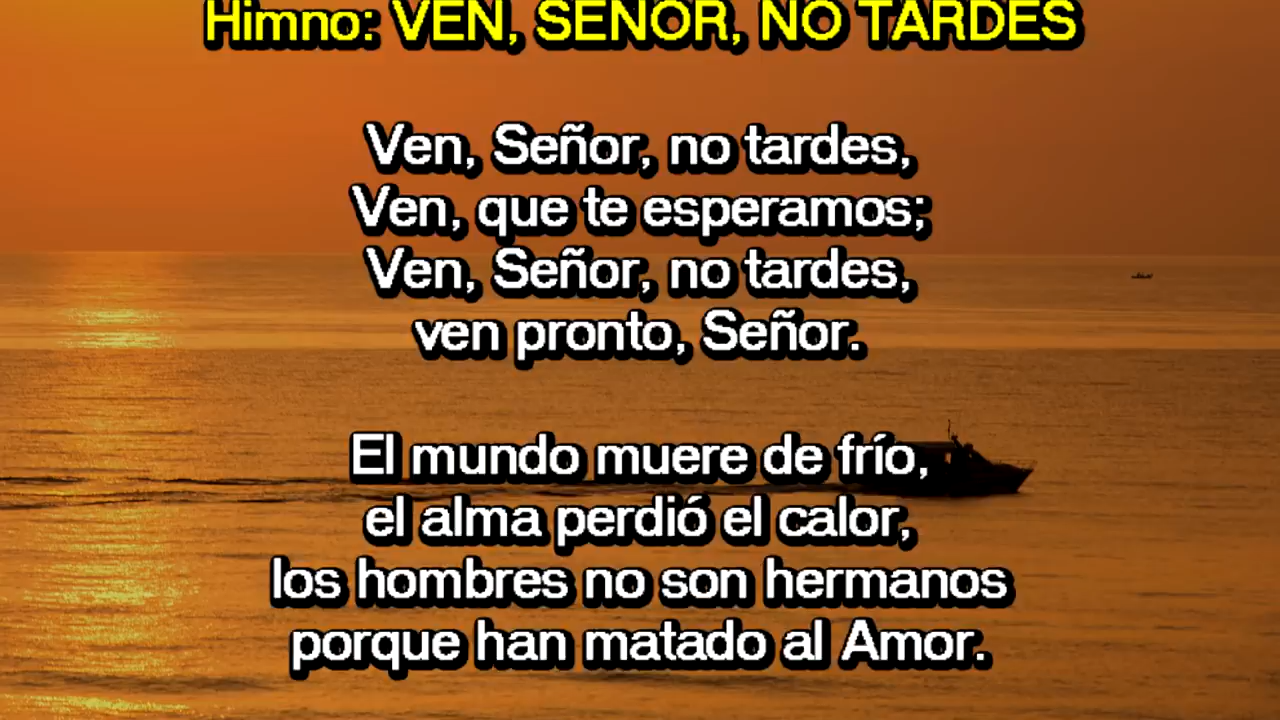 Himno: VEN, SEÑOR, NO TARDES
Ven, Señor, no tardes,
Ven, que te esperamos;
Ven, Señor, no tardes,
ven pronto, Señor.
El mundo muere de frío,
el alma perdió el calor,
los hombres no son hermanos
porque han matado al Amor.